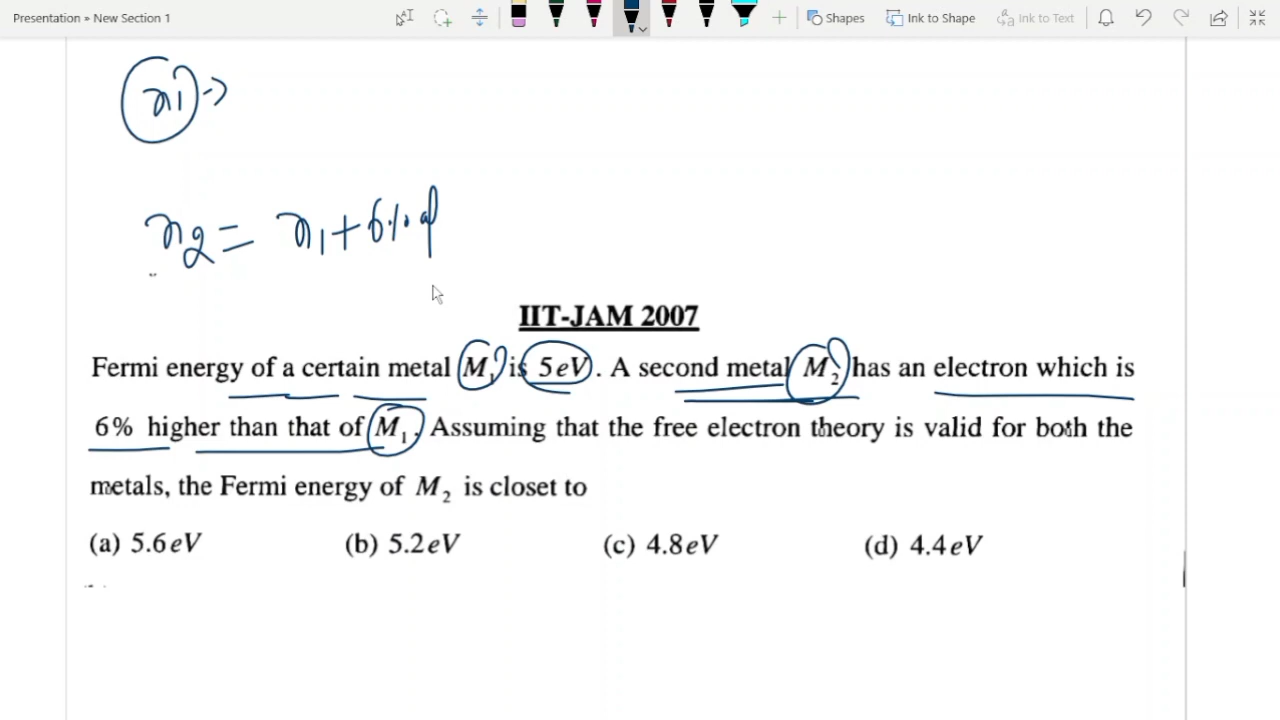 Presentation » New Section 1
Shapes
Ink to Shape
Ink to Text
n1 ->
n2 = n1 + 6% of
IIT-JAM 2007
Fermi energy of a certain metal M1 is 5eV. A second metal M2 has an electron which is
6% higher than that of M1. Assuming that the free electron theory is valid for both the
metals, the Fermi energy of M2 is closet to
(a) 5.6eV (b) 5.2eV (c) 4.8eV (d) 4.4eV